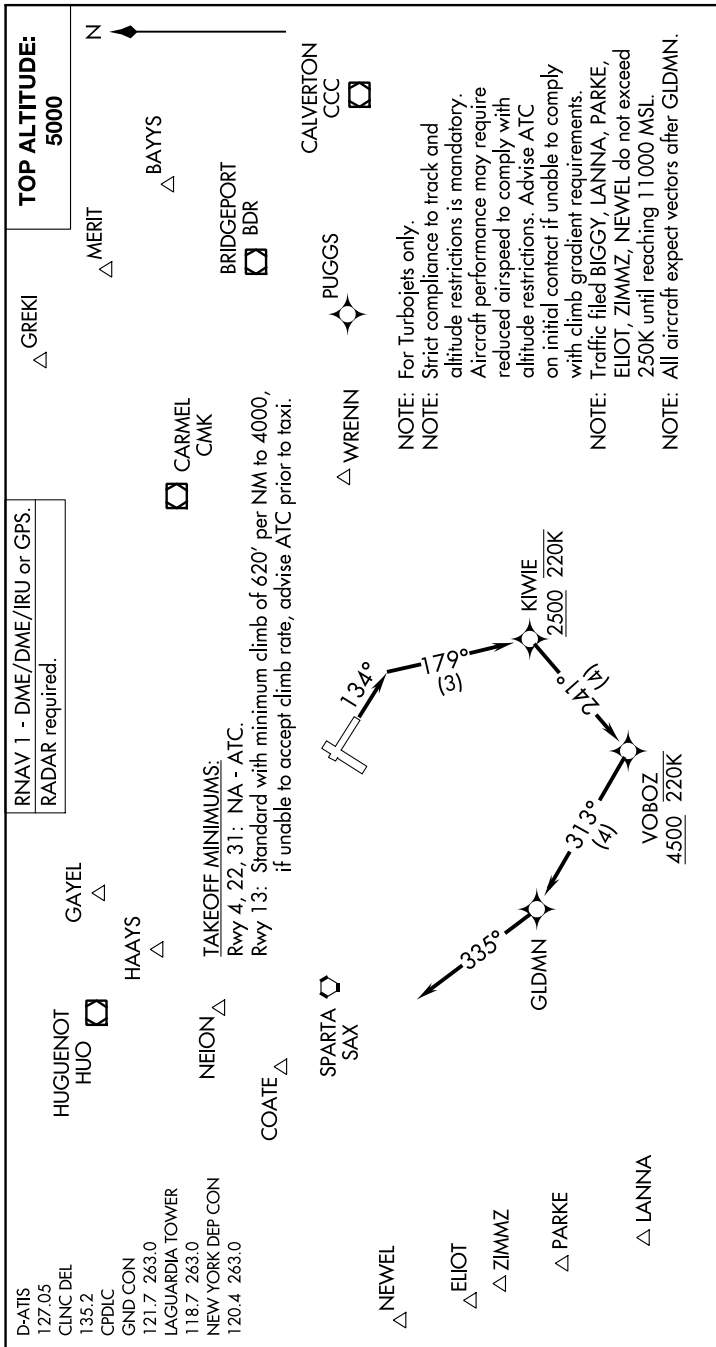 RNAV 1 - DME/DME/IRU or GPS.
RADAR required.
TOP ALTITUDE:
5000
D-ATIS
127.05
CLNC DEL
135.2
CPDLC
GND CON
121.7 263.0
LAGUARDIA TOWER
118.7 263.0
NEW YORK DEP CON
120.4 263.0
N
GREKI
MERIT
BAYYS
HUGUENOT
HUO
GAYEL
HAAYS
NEION
COATE
CARMEL
CMK
BRIDGEPORT
BDR
CALVERTON
CCC
PUGGS
WRENN
SPARTA
SAX
TAKEOFF MINIMUMS:
Rwy 4, 22, 31: NA - ATC.
Rwy 13: Standard with minimum climb of 620' per NM to 4000,
if unable to accept climb rate, advise ATC prior to taxi.
134°
179°
(3)
KIWIE
2500 220K
241°
(4)
VOBOZ
4500 220K
313°
(4)
GLDMN
335°
NEWEL
ELIOT
ZIMMZ
PARKE
LANNA
NOTE: For Turbojets only.
NOTE: Strict compliance to track and
altitude restrictions is mandatory.
Aircraft performance may require
reduced airspeed to comply with
altitude restrictions. Advise ATC
on initial contact if unable to comply
with climb gradient requirements.
NOTE: Traffic filed BIGGY, LANNA, PARKE,
ELIOT, ZIMMZ, NEWEL do not exceed
250K until reaching 11000 MSL.
NOTE: All aircraft expect vectors after GLDMN.